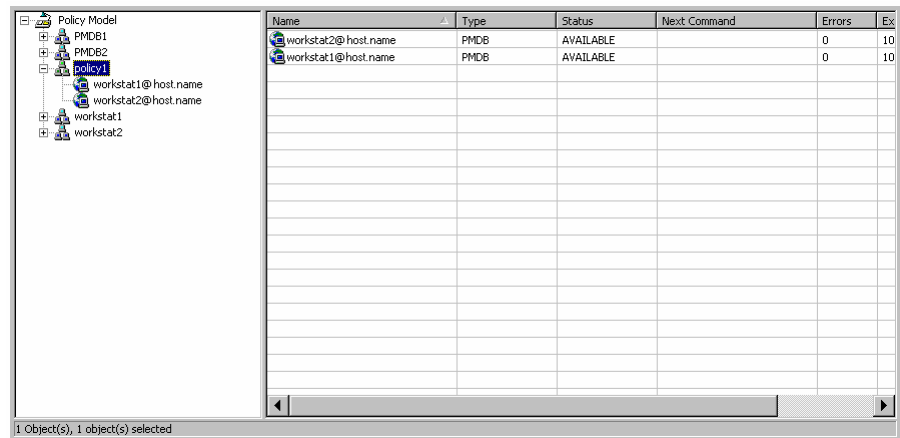 Policy Model
PMDB1
PMDB2
policy1
workstat1@host.name
workstat2@host.name
workstat1
workstat2
Name Type Status Next Command Errors Ex
workstat2@host.name PMDB AVAILABLE 0 10
workstat1@host.name PMDB AVAILABLE 0 10
1 Object(s), 1 object(s) selected